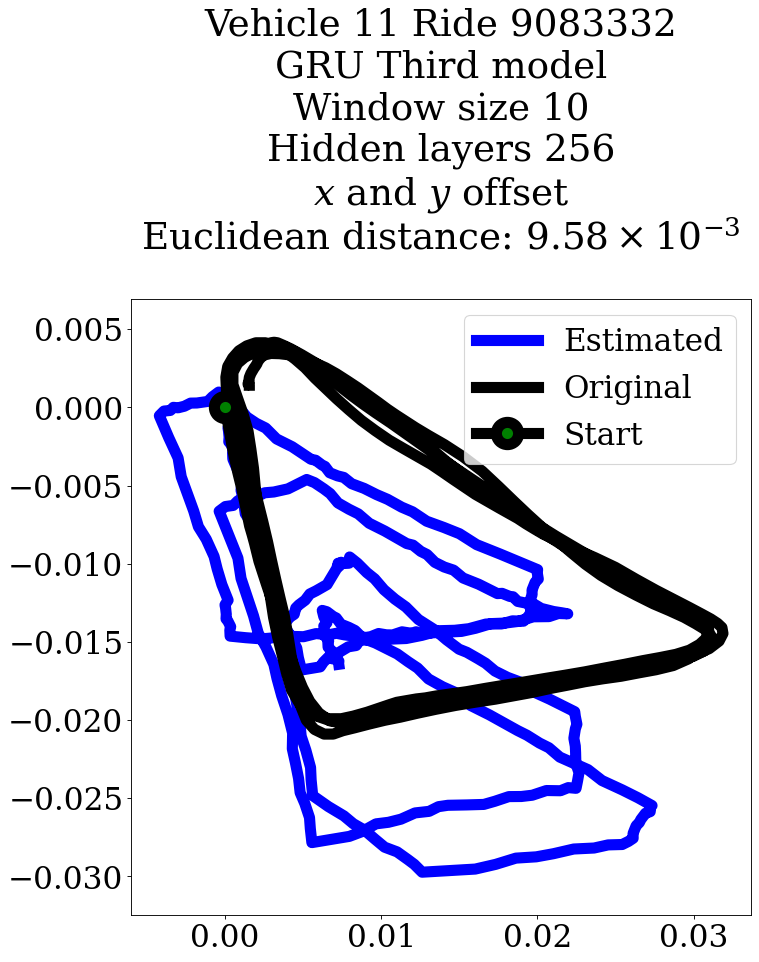 Vehicle 11 Ride 9083332
GRU Third model
Window size 10
Hidden layers 256
x and y offset
Euclidean distance: 9.58 × 10⁻³
Estimated
Original
Start
0.005
0.000
−0.005
−0.010
−0.015
−0.020
−0.025
−0.030
0.00 0.01 0.02 0.03